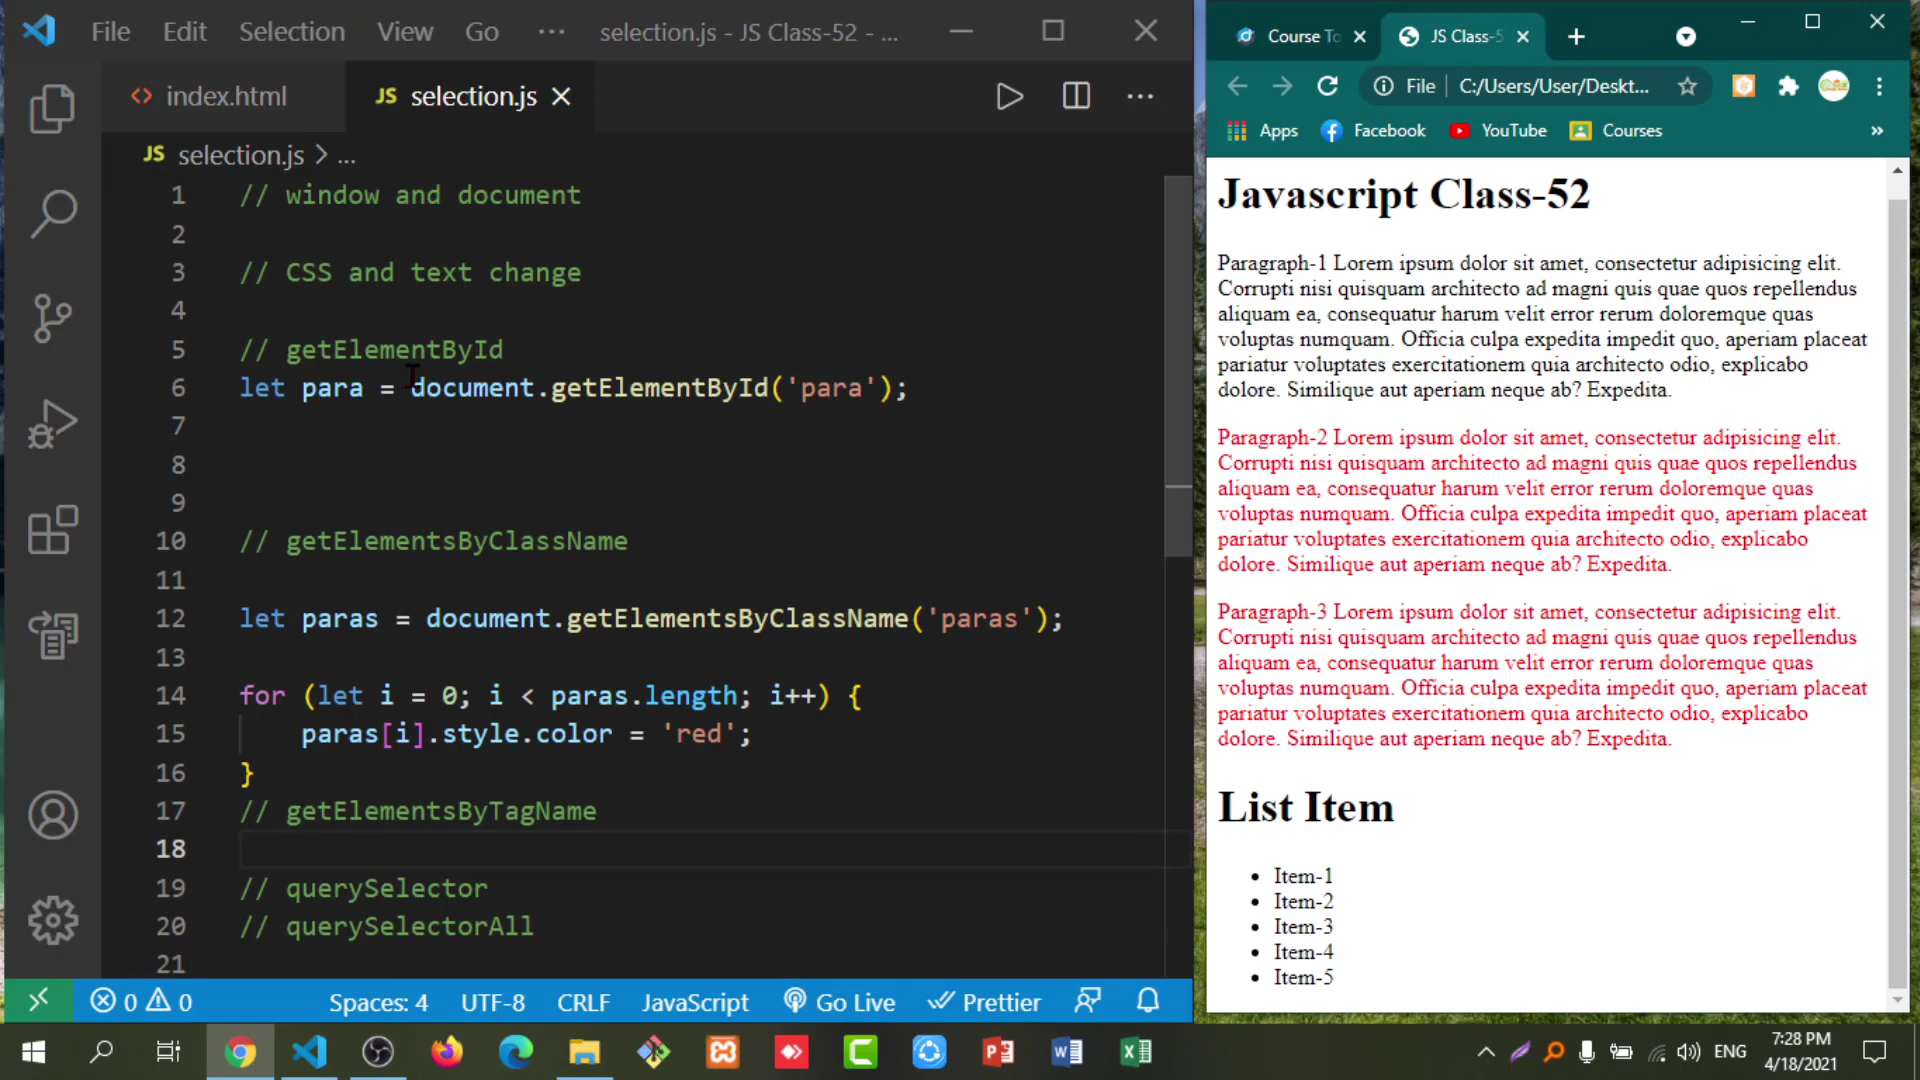 File Edit Selection View Go ··· selection.js - JS Class-52 - ...
index.html JS selection.js
JS selection.js > ...
1 // window and document
2
3 // CSS and text change
4
5 // getElementById
6 let para = document.getElementById('para');
7
8
9
10 // getElementsByClassName
11
12 let paras = document.getElementsByClassName('paras');
13
14 for (let i = 0; i < paras.length; i++) {
15 paras[i].style.color = 'red';
16 }
17 // getElementsByTagName
18
19 // querySelector
20 // querySelectorAll
21
0 0 Spaces: 4 UTF-8 CRLF JavaScript Go Live Prettier
Course To JS Class-5
File C:/Users/User/Deskt...
Apps Facebook YouTube Courses »
Javascript Class-52
Paragraph-1 Lorem ipsum dolor sit amet, consectetur adipisicing elit.
Corrupti nisi quisquam architecto ad magni quis quae quos repellendus
aliquam ea, consequatur harum velit error rerum doloremque quas
voluptas numquam. Officia culpa expedita impedit quo, aperiam placeat
pariatur voluptates exercitationem quia architecto odio, explicabo
dolore. Similique aut aperiam neque ab? Expedita.
Paragraph-2 Lorem ipsum dolor sit amet, consectetur adipisicing elit.
Corrupti nisi quisquam architecto ad magni quis quae quos repellendus
aliquam ea, consequatur harum velit error rerum doloremque quas
voluptas numquam. Officia culpa expedita impedit quo, aperiam placeat
pariatur voluptates exercitationem quia architecto odio, explicabo
dolore. Similique aut aperiam neque ab? Expedita.
Paragraph-3 Lorem ipsum dolor sit amet, consectetur adipisicing elit.
Corrupti nisi quisquam architecto ad magni quis quae quos repellendus
aliquam ea, consequatur harum velit error rerum doloremque quas
voluptas numquam. Officia culpa expedita impedit quo, aperiam placeat
pariatur voluptates exercitationem quia architecto odio, explicabo
dolore. Similique aut aperiam neque ab? Expedita.
List Item
• Item-1
• Item-2
• Item-3
• Item-4
• Item-5
ENG 7:28 PM
4/18/2021